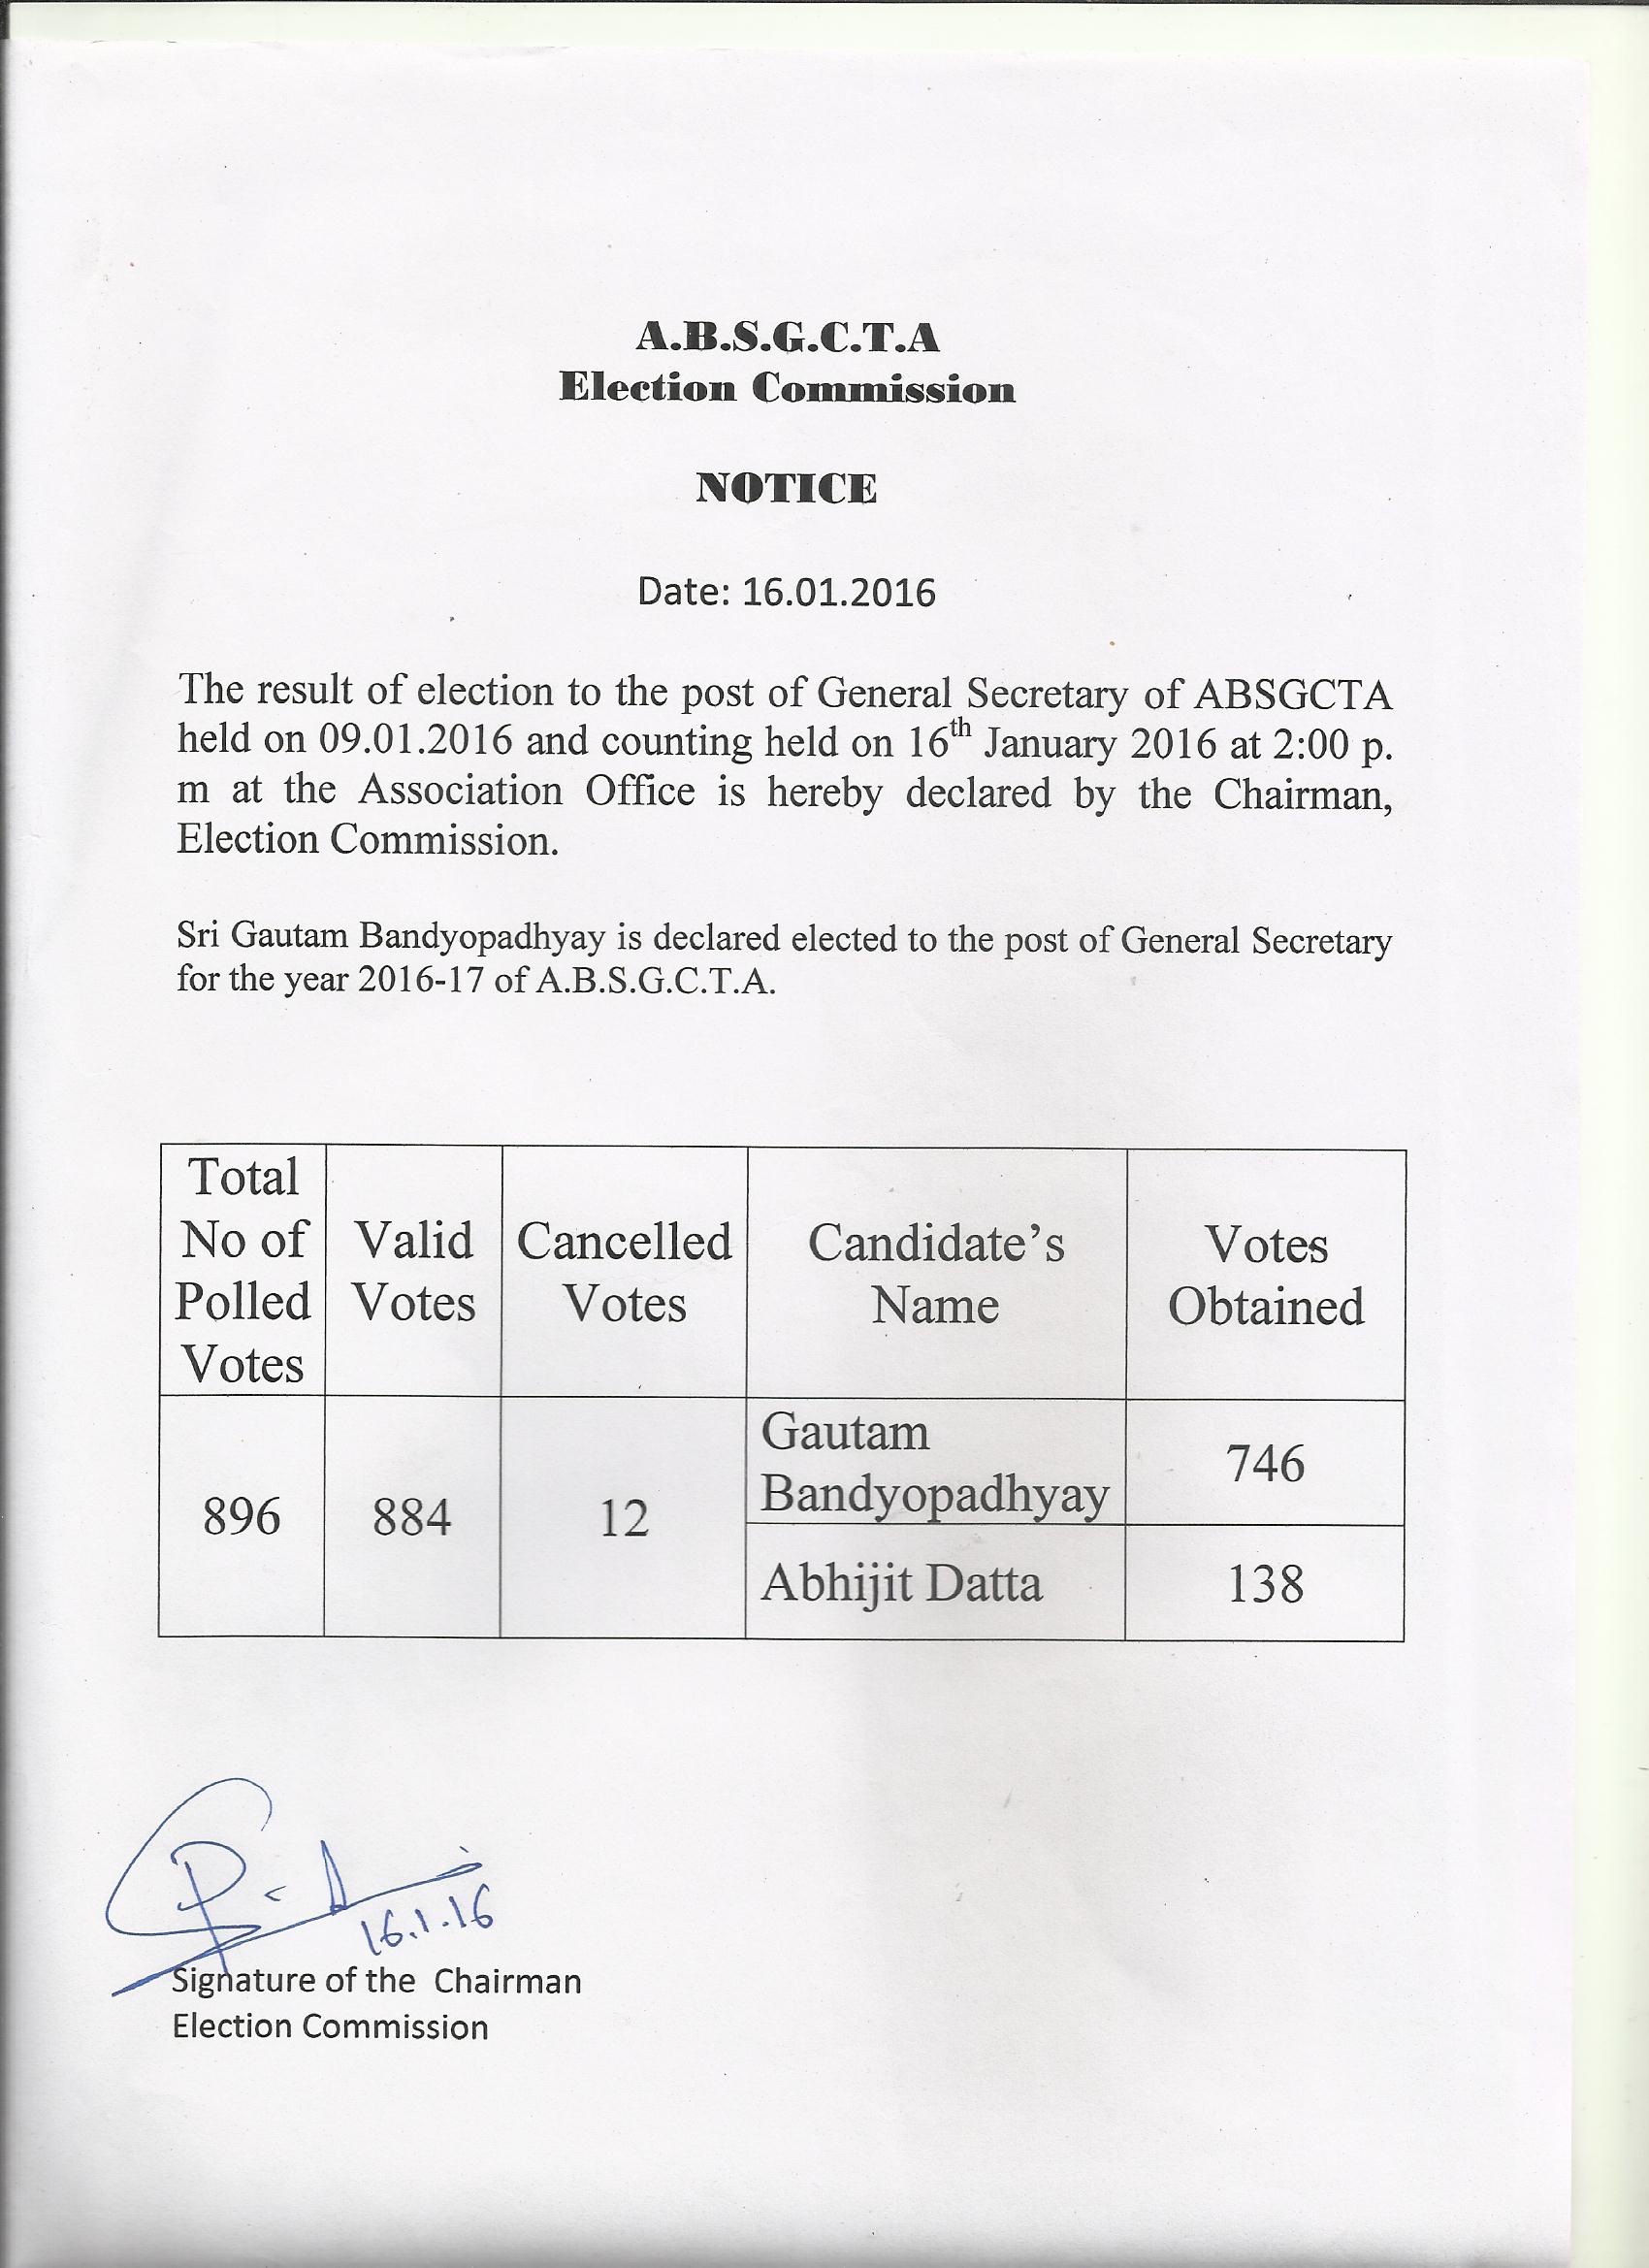 A.B.S.G.C.T.A
Election Commission
NOTICE
Date: 16.01.2016
The result of election to the post of General Secretary of ABSGCTA
held on 09.01.2016 and counting held on 16th January 2016 at 2:00 p.
m at the Association Office is hereby declared by the Chairman,
Election Commission.
Sri Gautam Bandyopadhyay is declared elected to the post of General Secretary
for the year 2016-17 of A.B.S.G.C.T.A.
Total
No of
Polled
Votes
Valid
Votes
Cancelled
Votes
Candidate's
Name
Votes
Obtained
896
884
12
Gautam
Bandyopadhyay
746
Abhijit Datta
138
16.1.16
Signature of the Chairman
Election Commission